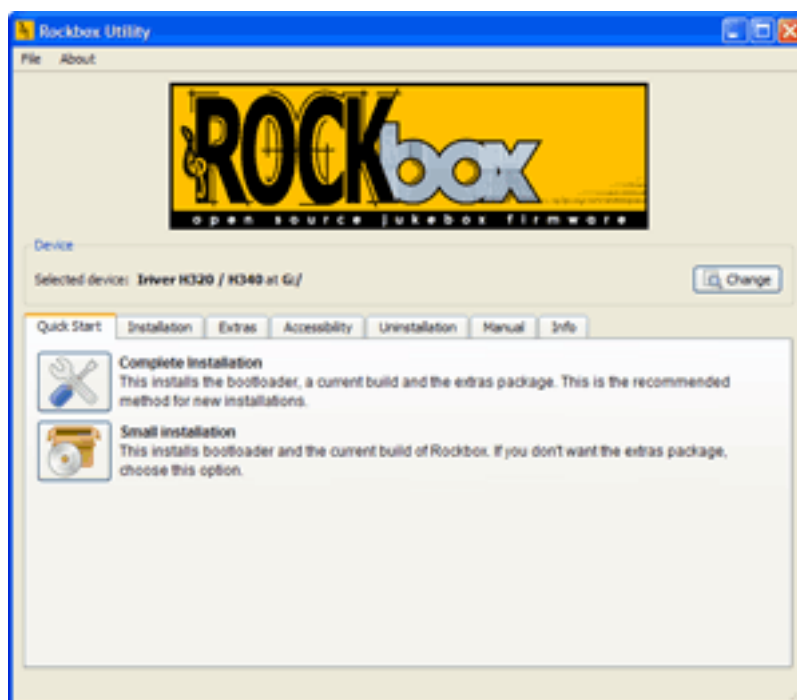 Rockbox Utility
File About
ROCKbox
open source jukebox firmware
Device
Selected device: Iriver H320 / H340 at G:/
Change
Quick Start Installation Extras Accessibility Uninstallation Manual Info
Complete Installation
This installs the bootloader, a current build and the extras package. This is the recommended
method for new installations.
Small installation
This installs bootloader and the current build of Rockbox. If you don't want the extras package,
choose this option.